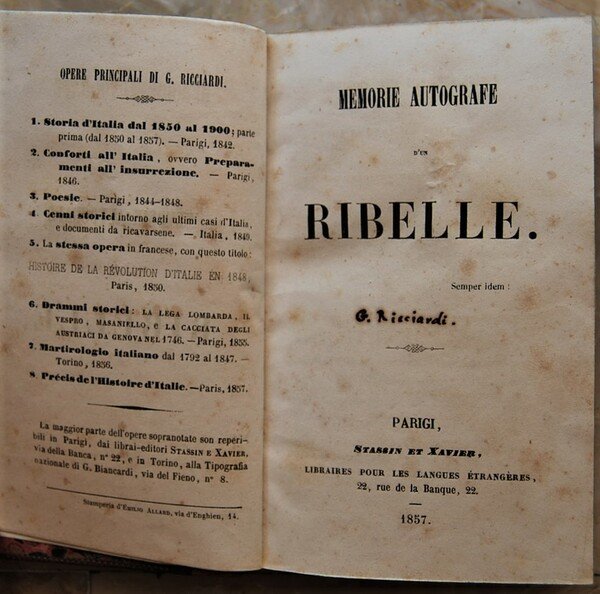 OPERE PRINCIPALI DI G. RICCIARDI.
1. Storia d'Italia dal 1850 al 1900; parte
prima (dal 1850 al 1857). — Parigi, 1842.
2. Conforti all' Italia, ovvero Prepara-
menti all' insurrezione. — Parigi,
1846.
3. Poesie. — Parigi, 1844-1848.
4. Cenni storici intorno agli ultimi casi d'Italia,
e documenti da ricavarsene. — Italia, 1849.
5. La stessa opera in francese, con questo titolo:
HISTOIRE DE LA RÉVOLUTION D'ITALIE EN 1848,
Paris, 1850.
6. Drammi storici: LA LEGA LOMBARDA, IL
VESPRO, MASANIELLO, e LA CACCIATA DEGLI
AUSTRIACI DA GENOVA NEL 1746. — Parigi, 1855.
7. Martirologio italiano dal 1792 al 1847. —
Torino, 1856.
8. Précis de l'Histoire d'Italie. — Paris, 1857.
La maggior parte dell'opere sopranotate son reperi-
bili in Parigi, dai librai-editori STASSIN E XAVIER,
via della Banca, n° 22, e in Torino, alla Tipografia
nazionale di G. Biancardi, via del Fieno, n° 8.
Stamperia d'EMILIO ALLARD, via d'Enghien, 14.
MEMORIE AUTOGRAFE
D'UN
RIBELLE.
Semper idem!
G. Ricciardi.
PARIGI,
STASSIN ET XAVIER,
LIBRAIRES POUR LES LANGUES ÉTRANGÈRES,
22, rue de la Banque, 22.
1857.